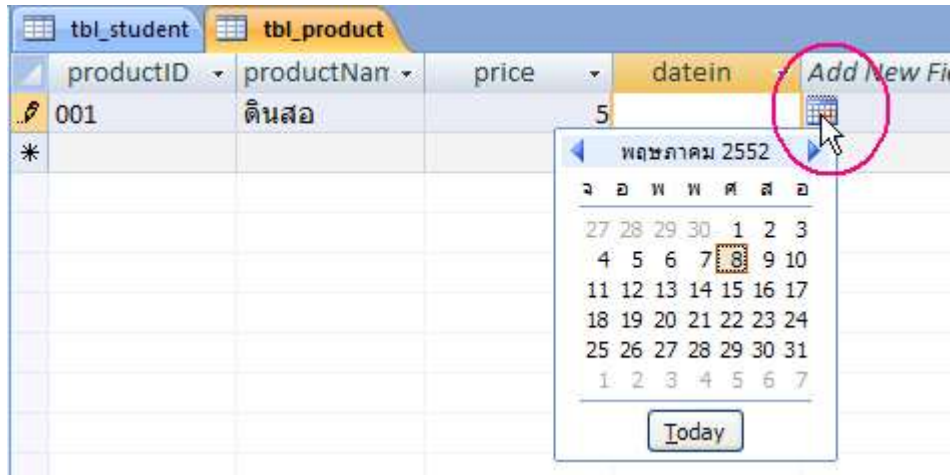 tbl_student tbl_product
productID productNam price datein Add New Fie
001 ดินสอ 5
พฤษภาคม 2552
จ อ พ พ ศ ส อ
27 28 29 30 1 2 3
4 5 6 7 8 9 10
11 12 13 14 15 16 17
18 19 20 21 22 23 24
25 26 27 28 29 30 31
1 2 3 4 5 6 7
Today